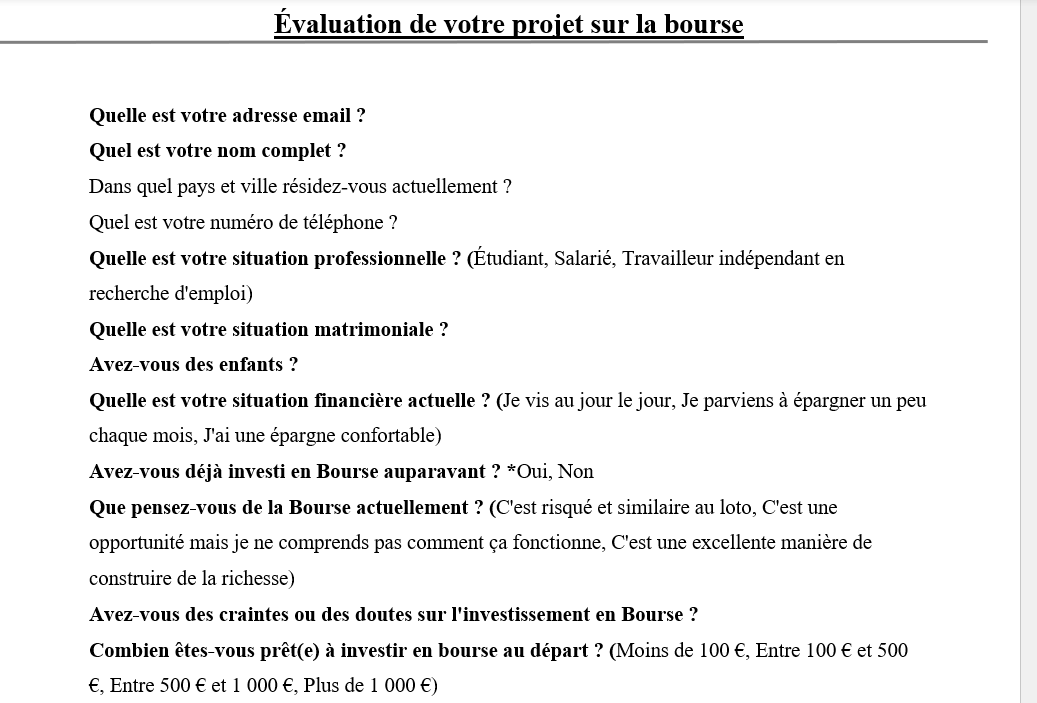 Évaluation de votre projet sur la bourse
Quelle est votre adresse email ?
Quel est votre nom complet ?
Dans quel pays et ville résidez-vous actuellement ?
Quel est votre numéro de téléphone ?
Quelle est votre situation professionnelle ? (Étudiant, Salarié, Travailleur indépendant en
recherche d'emploi)
Quelle est votre situation matrimoniale ?
Avez-vous des enfants ?
Quelle est votre situation financière actuelle ? (Je vis au jour le jour, Je parviens à épargner un peu
chaque mois, J'ai une épargne confortable)
Avez-vous déjà investi en Bourse auparavant ? *Oui, Non
Que pensez-vous de la Bourse actuellement ? (C'est risqué et similaire au loto, C'est une
opportunité mais je ne comprends pas comment ça fonctionne, C'est une excellente manière de
construire de la richesse)
Avez-vous des craintes ou des doutes sur l'investissement en Bourse ?
Combien êtes-vous prêt(e) à investir en bourse au départ ? (Moins de 100 €, Entre 100 € et 500
€, Entre 500 € et 1 000 €, Plus de 1 000 €)